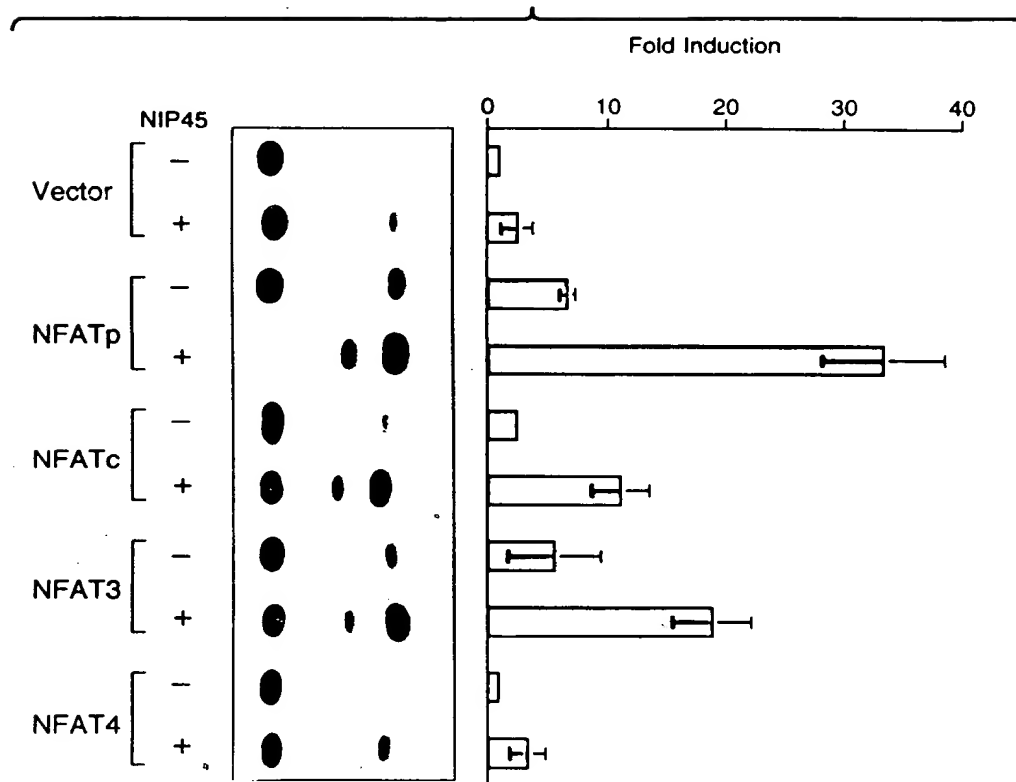 Fold Induction
0 10 20 30 40
NIP45
Vector
−
+
NFATp
−
+
NFATc
−
+
NFAT3
−
+
NFAT4
−
+